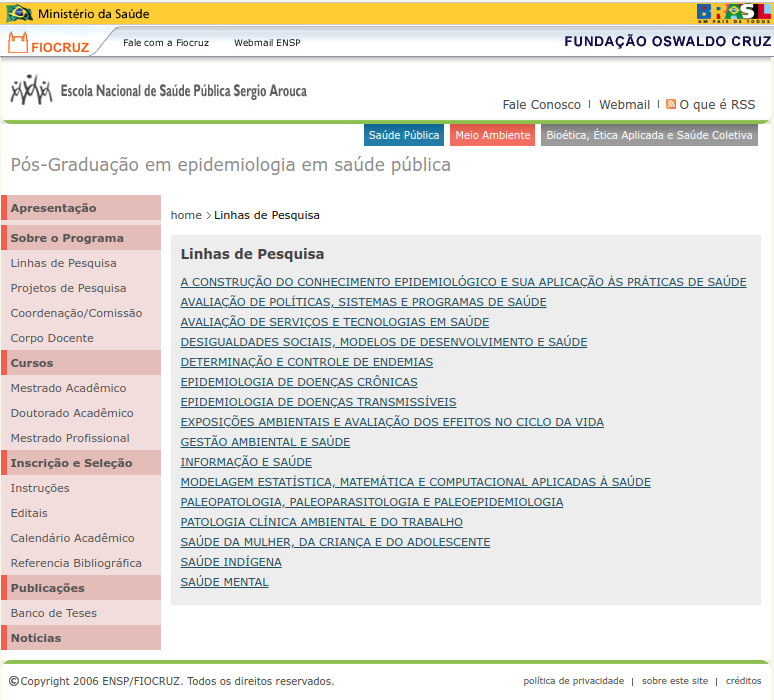 Ministério da Saúde
BRASIL
UM PAÍS DE TODOS
FIOCRUZ
Fale com a Fiocruz
Webmail ENSP
FUNDAÇÃO OSWALDO CRUZ
Escola Nacional de Saúde Pública Sergio Arouca
Fale Conosco | Webmail | O que é RSS
Saúde Pública
Meio Ambiente
Bioética, Ética Aplicada e Saúde Coletiva
Pós-Graduação em epidemiologia em saúde pública
Apresentação
Sobre o Programa
Linhas de Pesquisa
Projetos de Pesquisa
Coordenação/Comissão
Corpo Docente
Cursos
Mestrado Acadêmico
Doutorado Acadêmico
Mestrado Profissional
Inscrição e Seleção
Instruções
Editais
Calendário Acadêmico
Referencia Bibliográfica
Publicações
Banco de Teses
Notícias
home > Linhas de Pesquisa
Linhas de Pesquisa
A CONSTRUÇÃO DO CONHECIMENTO EPIDEMIOLÓGICO E SUA APLICAÇÃO ÀS PRÁTICAS DE SAÚDE
AVALIAÇÃO DE POLÍTICAS, SISTEMAS E PROGRAMAS DE SAÚDE
AVALIAÇÃO DE SERVIÇOS E TECNOLOGIAS EM SAÚDE
DESIGUALDADES SOCIAIS, MODELOS DE DESENVOLVIMENTO E SAÚDE
DETERMINAÇÃO E CONTROLE DE ENDEMIAS
EPIDEMIOLOGIA DE DOENÇAS CRÔNICAS
EPIDEMIOLOGIA DE DOENÇAS TRANSMISSÍVEIS
EXPOSIÇÕES AMBIENTAIS E AVALIAÇÃO DOS EFEITOS NO CICLO DA VIDA
GESTÃO AMBIENTAL E SAÚDE
INFORMAÇÃO E SAÚDE
MODELAGEM ESTATÍSTICA, MATEMÁTICA E COMPUTACIONAL APLICADAS À SAÚDE
PALEOPATOLOGIA, PALEOPARASITOLOGIA E PALEOEPIDEMIOLOGIA
PATOLOGIA CLÍNICA AMBIENTAL E DO TRABALHO
SAÚDE DA MULHER, DA CRIANÇA E DO ADOLESCENTE
SAÚDE INDÍGENA
SAÚDE MENTAL
©Copyright 2006 ENSP/FIOCRUZ. Todos os direitos reservados.
política de privacidade | sobre este site | créditos